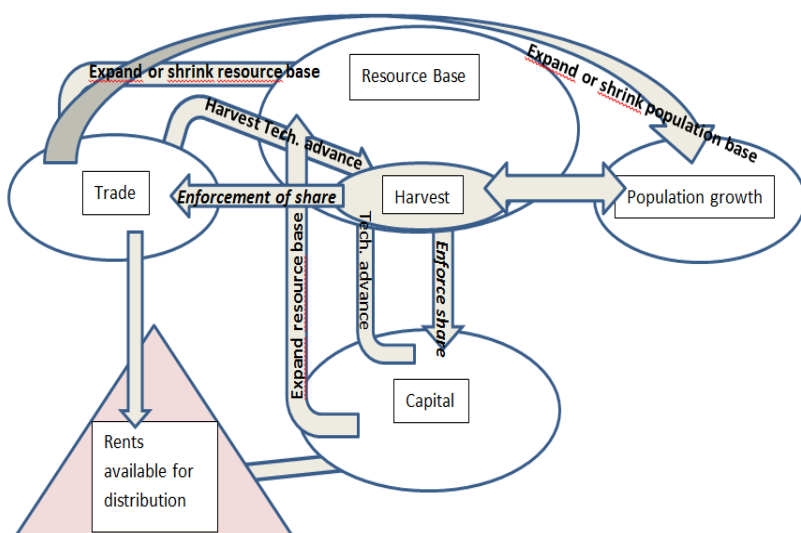 Expand or shrink resource base
Resource Base
Expand or shrink population base
Harvest Tech. advance
Trade
Enforcement of share
Harvest
Population growth
Expand resource base
Tech. advance
Enforce share
Capital
Rents
available for
distribution